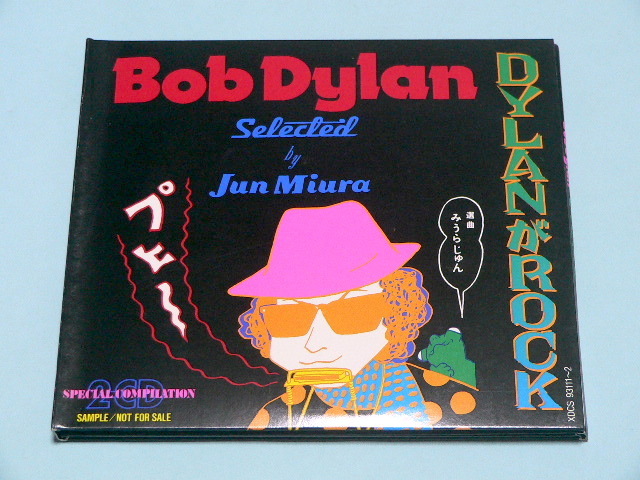 Bob Dylan
Selected
by
Jun Miura
DYLANがROCK
プヒ〜
選曲
みうらじゅん
2CD
SPECIAL COMPILATION
SAMPLE/NOT FOR SALE
XDCS 93111~2